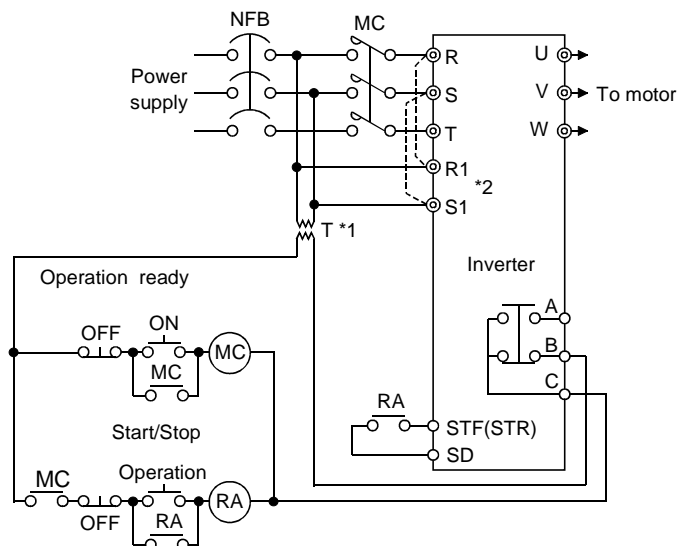 NFB
MC
R
U
Power
supply
S
V
To motor
T
W
R1
*2
S1
T *1
Operation ready
Inverter
OFF
ON
A
MC
B
MC
C
RA
Start/Stop
STF(STR)
SD
MC
Operation
RA
OFF
RA